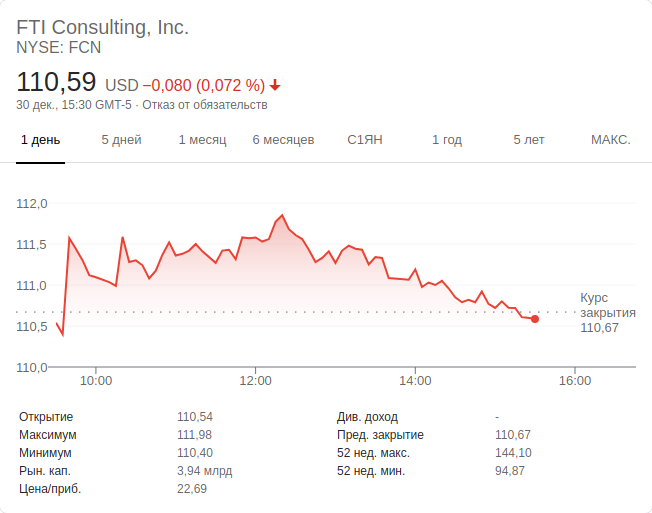 FTI Consulting, Inc.
NYSE: FCN
110,59 USD −0,080 (0,072 %)
30 дек., 15:30 GMT-5 · Отказ от обязательств
1 день 5 дней 1 месяц 6 месяцев С1ЯН 1 год 5 лет МАКС.
112,0
111,5
111,0
110,5
110,0
Курс
закрытия
110,67
10:00 12:00 14:00 16:00
Открытие 110,54 Див. доход -
Максимум 111,98 Пред. закрытие 110,67
Минимум 110,40 52 нед. макс. 144,10
Рын. кап. 3,94 млрд 52 нед. мин. 94,87
Цена/приб. 22,69